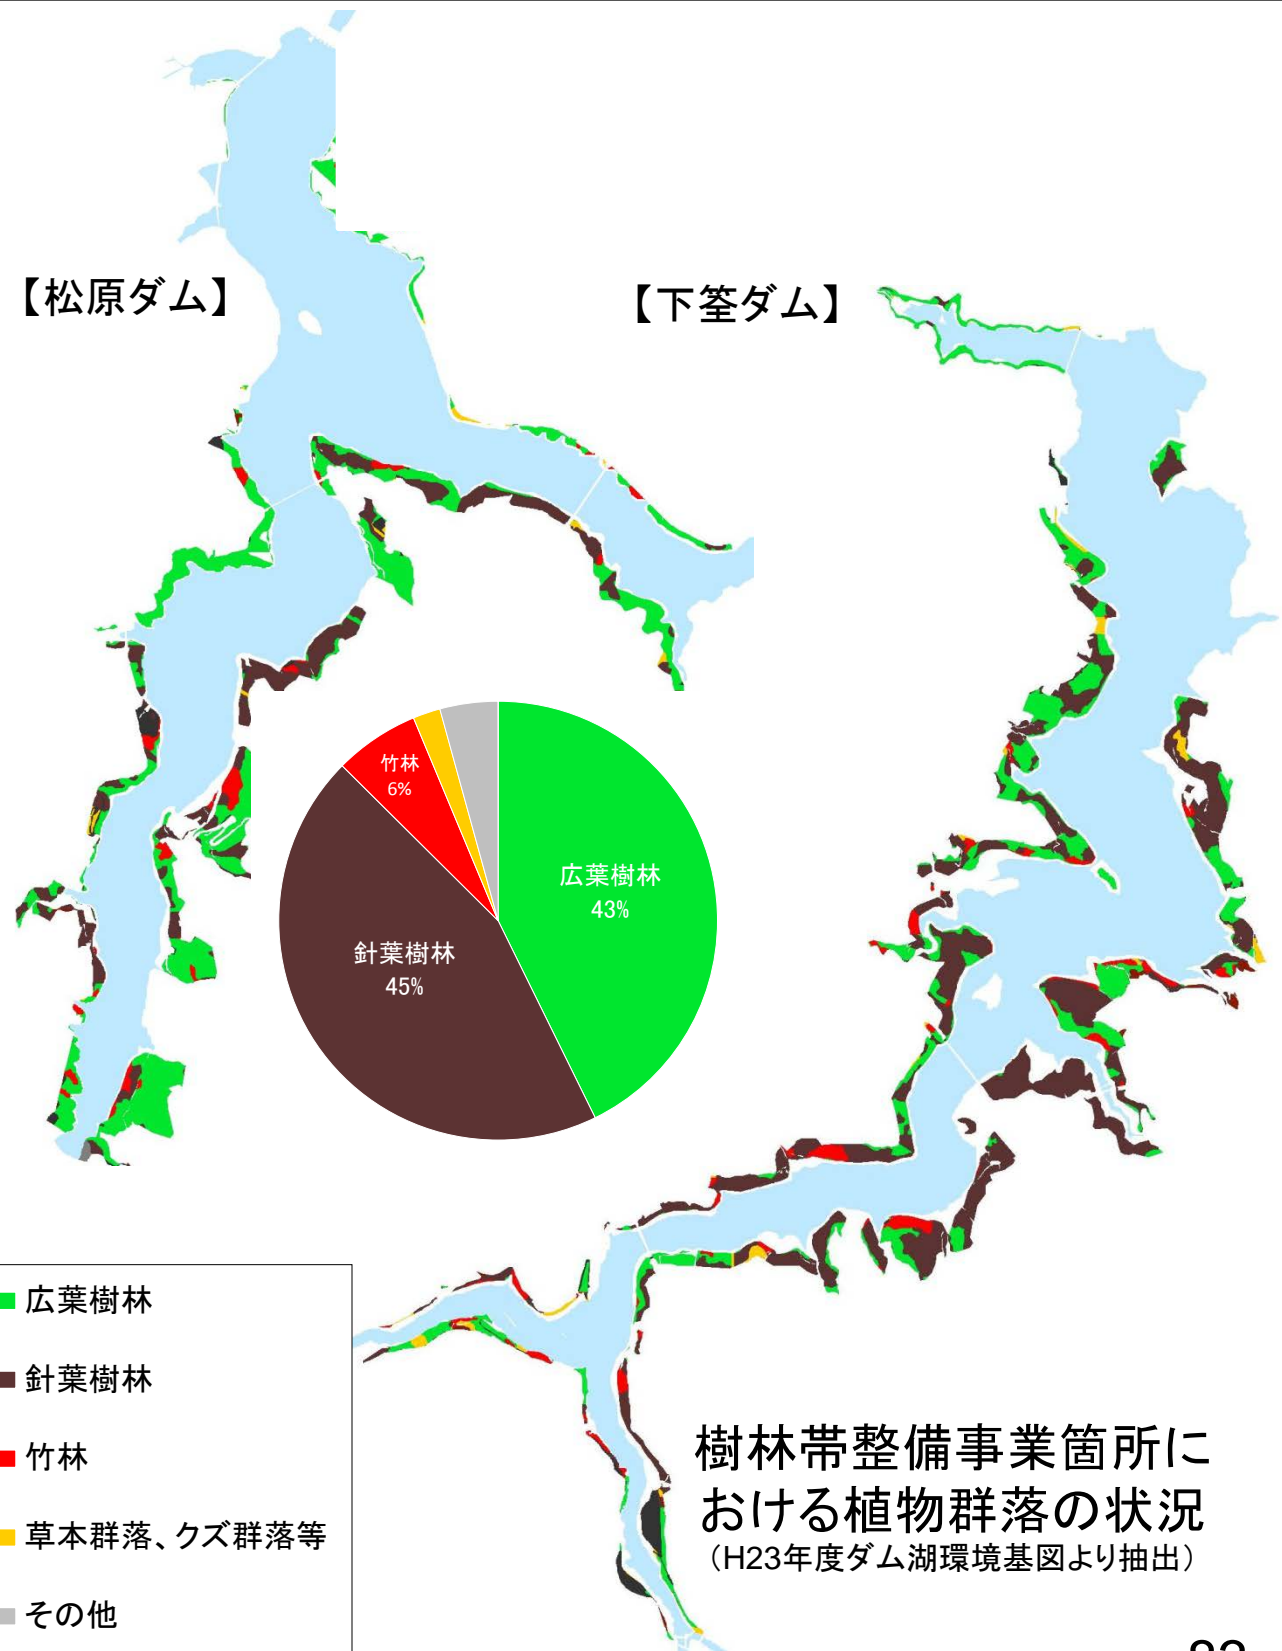 【松原ダム】
【下筌ダム】
竹林
6%
広葉樹林
43%
針葉樹林
45%
広葉樹林
針葉樹林
竹林
草本群落、クズ群落等
その他
樹林帯整備事業箇所に
おける植物群落の状況
（H23年度ダム湖環境基図より抽出）